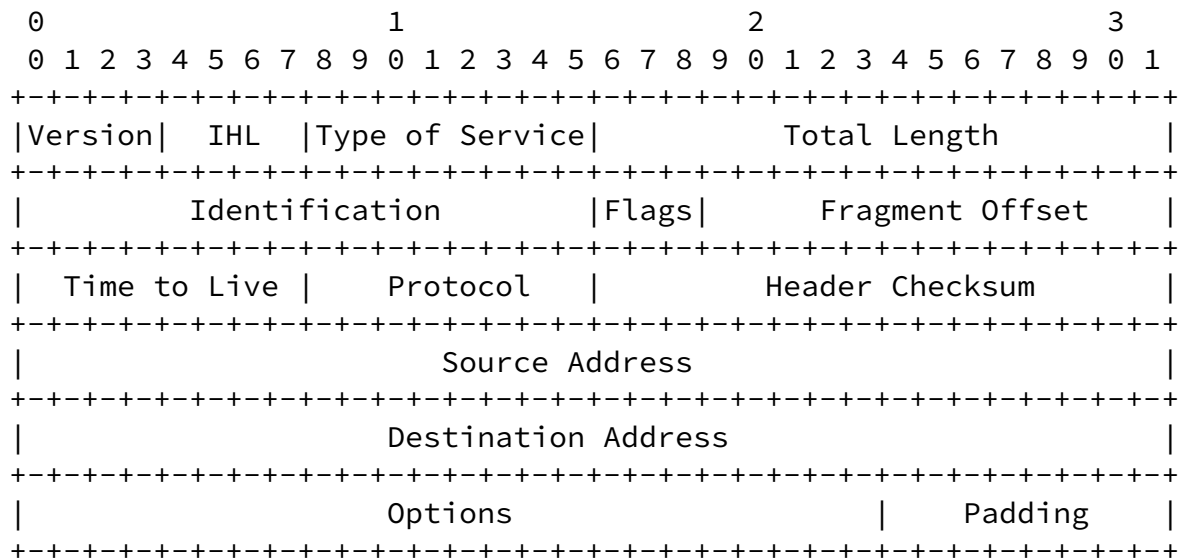 0                   1                   2                   3
 0 1 2 3 4 5 6 7 8 9 0 1 2 3 4 5 6 7 8 9 0 1 2 3 4 5 6 7 8 9 0 1
+-+-+-+-+-+-+-+-+-+-+-+-+-+-+-+-+-+-+-+-+-+-+-+-+-+-+-+-+-+-+-+-+
|Version|  IHL  |Type of Service|          Total Length         |
+-+-+-+-+-+-+-+-+-+-+-+-+-+-+-+-+-+-+-+-+-+-+-+-+-+-+-+-+-+-+-+-+
|         Identification        |Flags|      Fragment Offset    |
+-+-+-+-+-+-+-+-+-+-+-+-+-+-+-+-+-+-+-+-+-+-+-+-+-+-+-+-+-+-+-+-+
|  Time to Live |    Protocol   |         Header Checksum       |
+-+-+-+-+-+-+-+-+-+-+-+-+-+-+-+-+-+-+-+-+-+-+-+-+-+-+-+-+-+-+-+-+
|                       Source Address                          |
+-+-+-+-+-+-+-+-+-+-+-+-+-+-+-+-+-+-+-+-+-+-+-+-+-+-+-+-+-+-+-+-+
|                    Destination Address                        |
+-+-+-+-+-+-+-+-+-+-+-+-+-+-+-+-+-+-+-+-+-+-+-+-+-+-+-+-+-+-+-+-+
|                    Options                    |    Padding    |
+-+-+-+-+-+-+-+-+-+-+-+-+-+-+-+-+-+-+-+-+-+-+-+-+-+-+-+-+-+-+-+-+